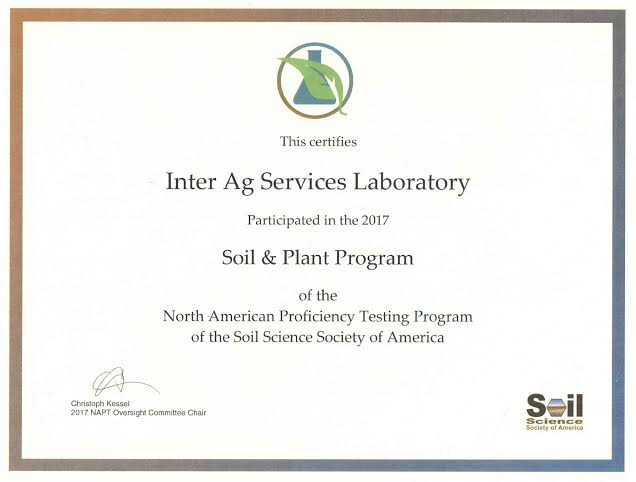 This certifies
Inter Ag Services Laboratory
Participated in the 2017
Soil & Plant Program
of the
North American Proficiency Testing Program
of the Soil Science Society of America
Christoph Kessel
2017 NAPT Oversight Committee Chair
Soil
Science
Society of America